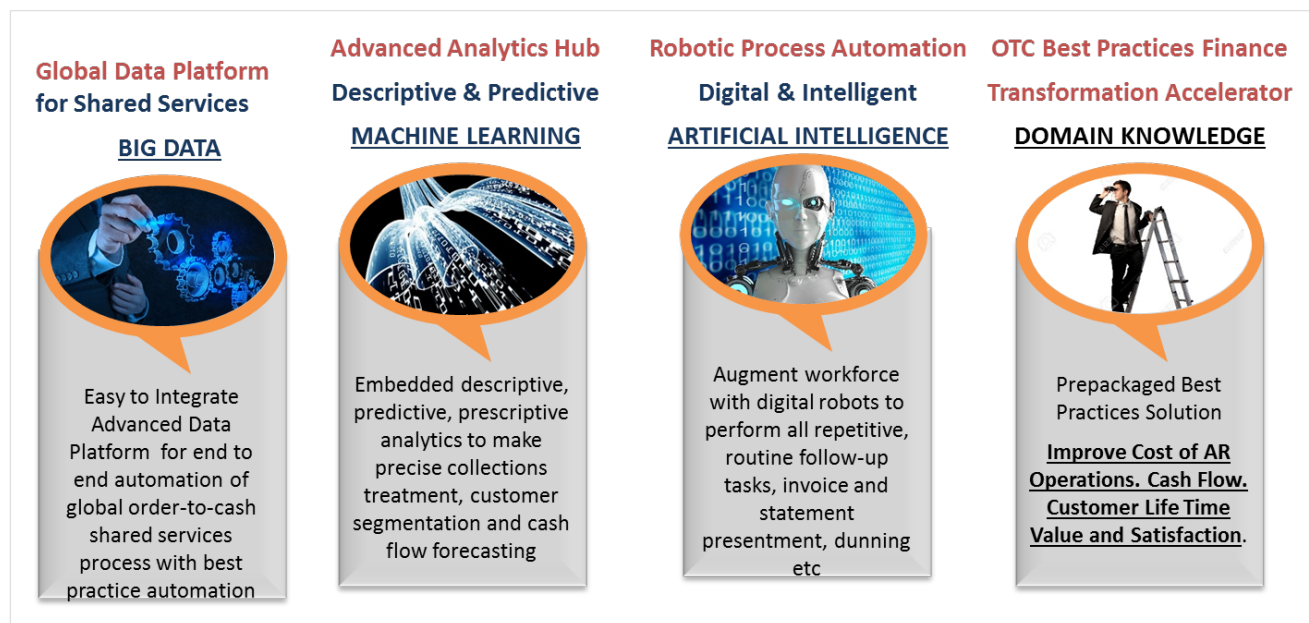 Global Data Platform
for Shared Services
BIG DATA
Easy to Integrate
Advanced Data
Platform for end to
end automation of
global order-to-cash
shared services
process with best
practice automation
Advanced Analytics Hub
Descriptive & Predictive
MACHINE LEARNING
Embedded descriptive,
predictive, prescriptive
analytics to make
precise collections
treatment, customer
segmentation and cash
flow forecasting
Robotic Process Automation
Digital & Intelligent
ARTIFICIAL INTELLIGENCE
Augment workforce
with digital robots to
perform all repetitive,
routine follow-up
tasks, invoice and
statement
presentment, dunning
etc
OTC Best Practices Finance
Transformation Accelerator
DOMAIN KNOWLEDGE
Prepackaged Best
Practices Solution
Improve Cost of AR
Operations. Cash Flow.
Customer Life Time
Value and Satisfaction.